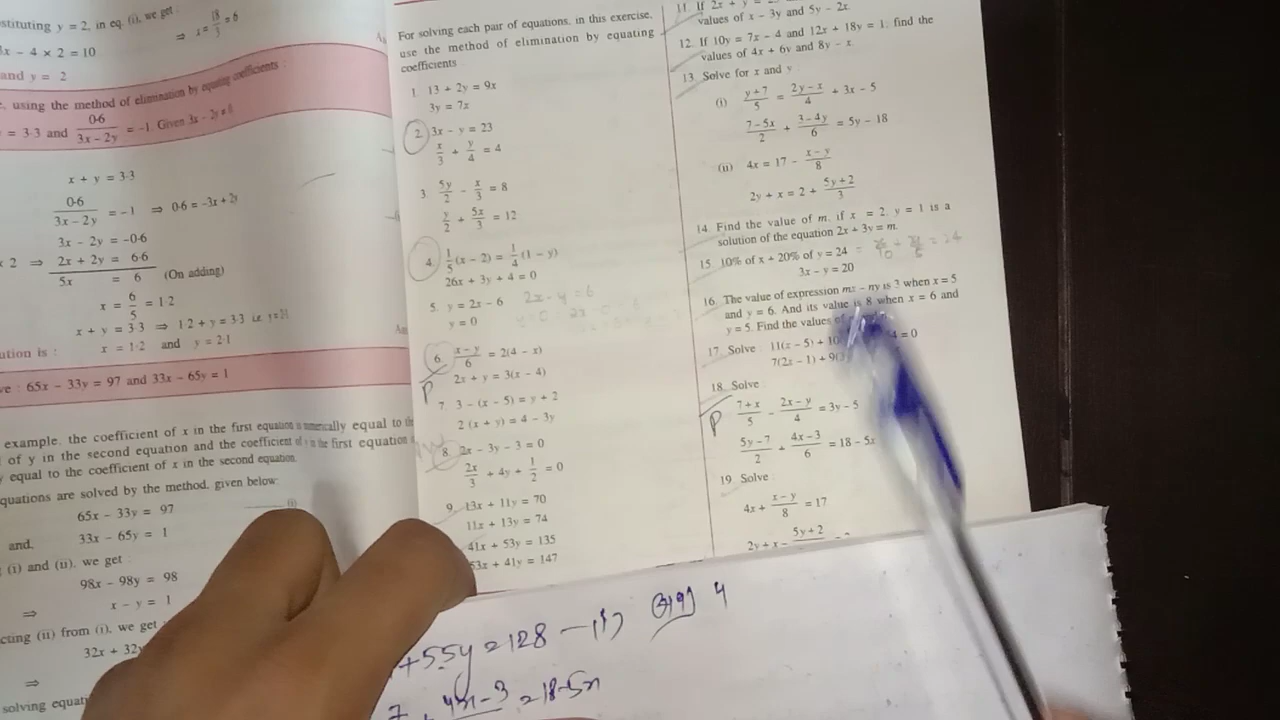 stituting y = 2, in eq. (i), we get :
x − 4 × 2 = 10
⇒ x = 18/3 = 6
and y = 2
e, using the method of elimination by equating coefficients :
= 3·3 and 0·6/(3x − 2y) = −1. Given 3x − 2y ≠ 0.
x + y = 3·3
0·6/(3x − 2y) = −1 ⇒ 0·6 = −3x + 2y
3x − 2y = −0·6
x 2 ⇒ 2x + 2y = 6·6
5x = 6 (On adding)
x = 6/5 = 1·2
x + y = 3·3 ⇒ 1·2 + y = 3·3 i.e. y = 2·1
ution is : x = 1·2 and y = 2·1
ve : 65x − 33y = 97 and 33x − 65y = 1
example, the coefficient of x in the first equation is numerically equal to the
of y in the second equation and the coefficient of y in the first equation
y equal to the coefficient of x in the second equation.
quations are solved by the method, given below:
65x − 33y = 97 (i)
and, 33x − 65y = 1
(i) and (ii), we get :
98x − 98y = 98
⇒ x − y = 1
cting (ii) from (i), we get
32x + 32y
⇒
solving equat
For solving each pair of equations, in this exercise,
use the method of elimination by equating
coefficients
1. 13 + 2y = 9x
3y = 7x
2. 3x − y = 23
x/3 + y/4 = 4
3. 5y/2 − x/3 = 8
y/2 + 5x/3 = 12
4. 1/5(x − 2) = 1/4(1 − y)
26x + 3y + 4 = 0
5. y = 2x − 6 2x − y = 6
y = 0
6. (x − y)/6 = 2(4 − x)
2x + y = 3(x − 4)
P
7. 3 − (x − 5) = y + 2
2 (x + y) = 4 − 3y
8. 2x − 3y − 3 = 0
2x/3 + 4y + 1/2 = 0
9. 13x + 11y = 70
11x + 13y = 74
41x + 53y = 135
53x + 41y = 147
11. If 2x + y =
values of x − 3y and 5y − 2x.
12. If 10y = 7x − 4 and 12x + 18y = 1; find the
values of 4x + 6y and 8y − x.
13. Solve for x and y :
(i) (y + 7)/5 = (2y − x)/4 + 3x − 5
(7 − 5x)/2 + (3 − 4y)/6 = 5y − 18
(ii) 4x = 17 − (x − y)/8
2y + x = 2 + (5y + 2)/3
14. Find the value of m, if x = 2, y = 1 is a
solution of the equation 2x + 3y = m.
15. 10% of x + 20% of y = 24 = x/10 + y/5 = 24
3x − y = 20
16. The value of expression mx − ny is 3 when x = 5
and y = 6. And its value is 8 when x = 6 and
y = 5. Find the values of
17. Solve : 11(x − 5) + 10 4 = 0
7(2x − 1) + 9(3
18. Solve :
P
(7 + x)/5 − (2x − y)/4 = 3y − 5
(5y − 7)/2 + (4x − 3)/6 = 18 − 5x
19 Solve :
4x + (x − y)/8 = 17
2y + x − (5y + 2)
+ 55y = 128 — (i)
7 + 4x − 3 = 18 − 5x